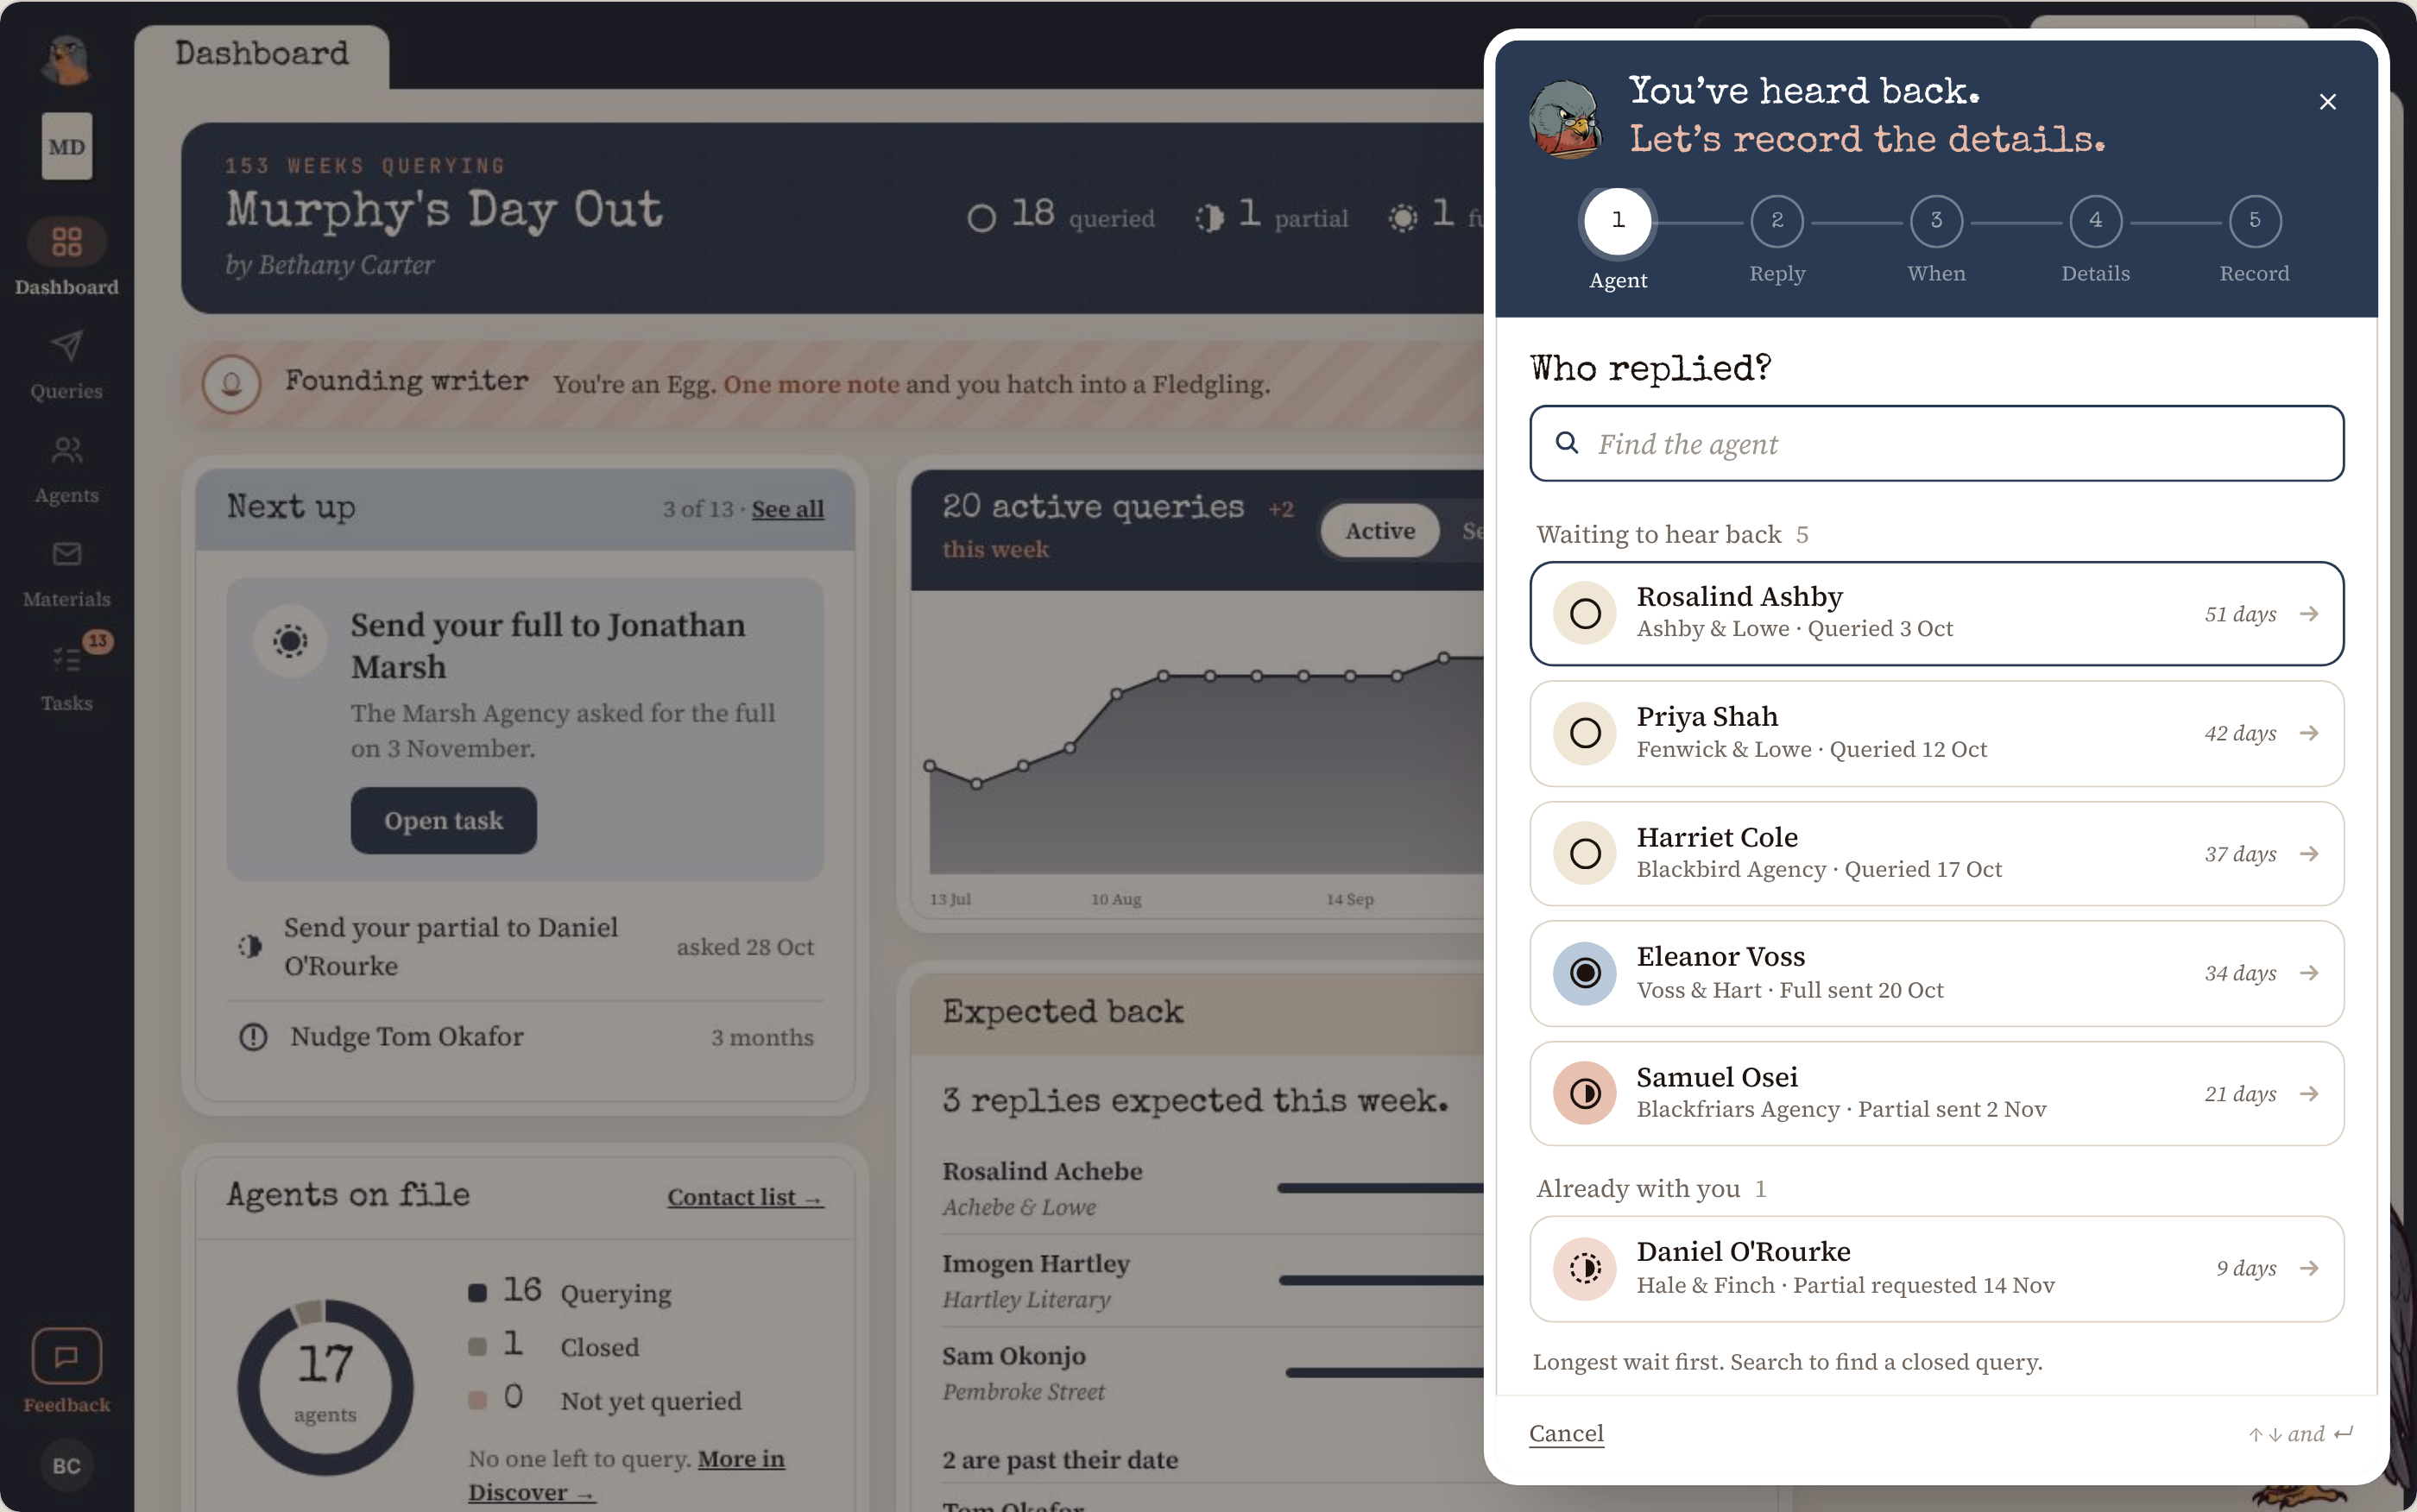 Dashboard
MD
Dashboard
Queries
Agents
Materials
13
Tasks
Feedback
BC
153 WEEKS QUERYING
Murphy's Day Out
by Bethany Carter
18 queried
1 partial
1
Founding writer You're an Egg. One more note and you hatch into a Fledgling.
Next up
3 of 13 · See all
Send your full to Jonathan
Marsh
The Marsh Agency asked for the full
on 3 November.
Open task
Send your partial to Daniel
O'Rourke
asked 28 Oct
Nudge Tom Okafor
3 months
Agents on file
Contact list →
17
agents
16 Querying
1 Closed
0 Not yet queried
No one left to query. More in
Discover →
20 active queries +2
this week
Active
13 Jul
10 Aug
14 Sep
Expected back
3 replies expected this week.
Rosalind Achebe
Achebe & Lowe
Imogen Hartley
Hartley Literary
Sam Okonjo
Pembroke Street
2 are past their date
Tom Okafor
You've heard back.
Let's record the details.
×
1
2
3
4
5
Agent
Reply
When
Details
Record
Who replied?
Find the agent
Waiting to hear back 5
Rosalind Ashby
Ashby & Lowe · Queried 3 Oct
51 days →
Priya Shah
Fenwick & Lowe · Queried 12 Oct
42 days →
Harriet Cole
Blackbird Agency · Queried 17 Oct
37 days →
Eleanor Voss
Voss & Hart · Full sent 20 Oct
34 days →
Samuel Osei
Blackfriars Agency · Partial sent 2 Nov
21 days →
Already with you 1
Daniel O'Rourke
Hale & Finch · Partial requested 14 Nov
9 days →
Longest wait first. Search to find a closed query.
Cancel
↑ ↓ and ↵